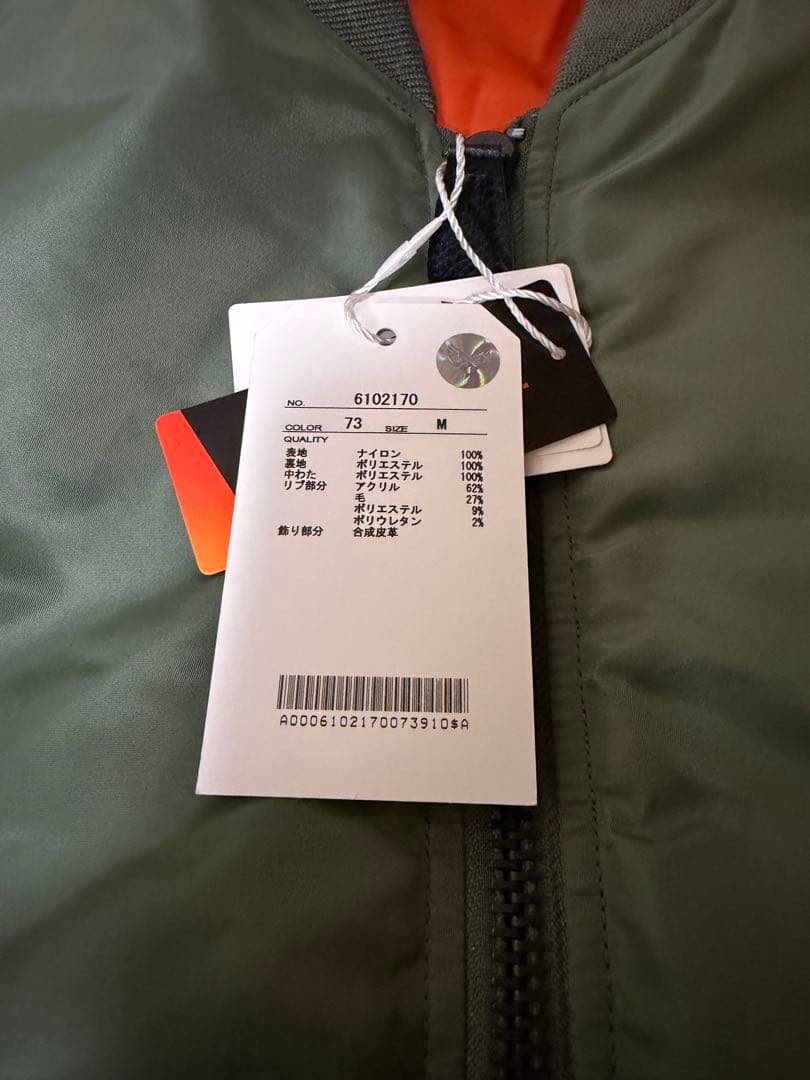 NO. 6102170
COLOR 73 SIZE M
QUALITY
表地 ナイロン 100%
裏地 ポリエステル 100%
中わた ポリエステル 100%
リブ部分 アクリル 62%
毛 27%
ポリエステル 9%
ポリウレタン 2%
飾り部分 合成皮革
A0006102170073910$A